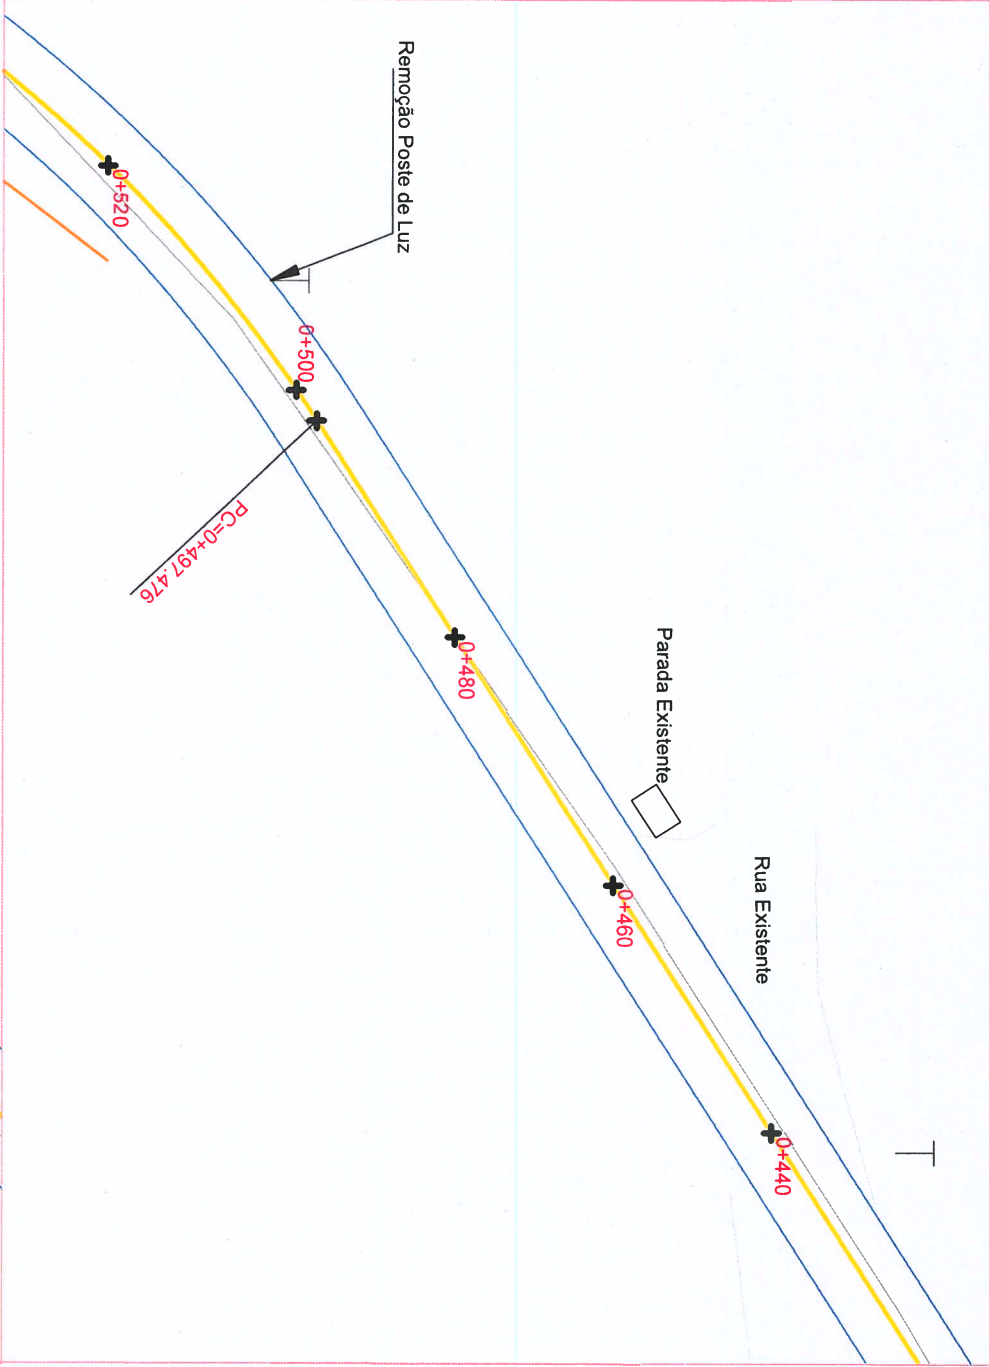 Remoção Poste de Luz
0+520
0+500
PC=0+497.476
0+480
Parada Existente
0+460
Rua Existente
0+440